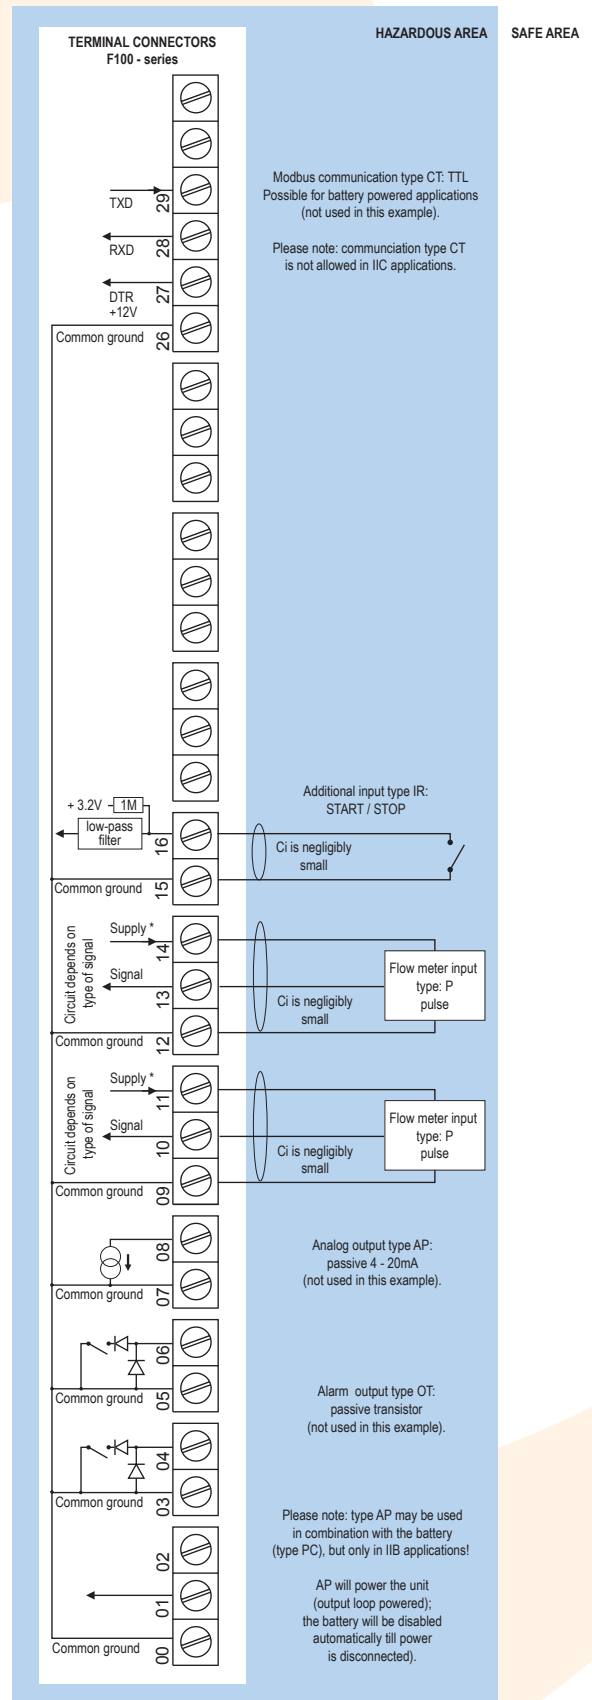 HAZARDOUS AREA
SAFE AREA
TERMINAL CONNECTORS
F100 - series
Modbus communication type CT: TTL
Possible for battery powered applications
(not used in this example).
Please note: communciation type CT
is not allowed in IIC applications.
TXD
29
RXD
28
DTR
+12V
27
Common ground
26
Additional input type IR:
START / STOP
+ 3.2V
1M
low-pass
filter
16
Ci is negligibly
small
Common ground
15
Circuit depends on
type of signal
Supply *
14
Signal
13
Flow meter input
type: P
pulse
Ci is negligibly
small
Common ground
12
Circuit depends on
type of signal
Supply *
11
Signal
10
Flow meter input
type: P
pulse
Ci is negligibly
small
Common ground
09
08
Analog output type AP:
passive 4 - 20mA
(not used in this example).
Common ground
07
06
Alarm output type OT:
passive transistor
(not used in this example).
Common ground
05
04
Common ground
03
Please note: type AP may be used
in combination with the battery
(type PC), but only in IIB applications!
02
01
AP will power the unit
(output loop powered);
the battery will be disabled
automatically till power
is disconnected).
Common ground
00